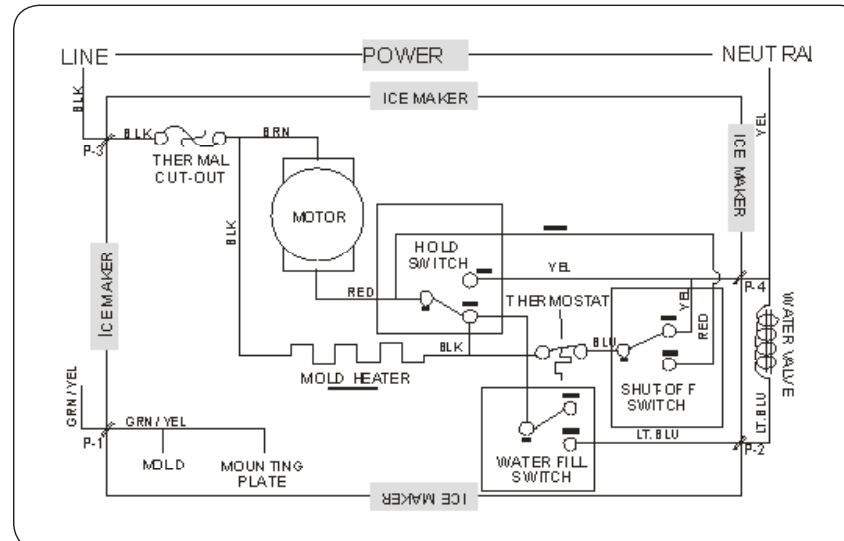 LINE
POWER
NEUTRAL
BLK
ICE MAKER
YEL
ICE MAKER
P-3
BLK
THERMAL
CUT-OUT
BRN
MOTOR
BLK
HOLD
SWITCH
YEL
P-4
ICE MAKER
RED
THERMOSTAT
YEL
RED
WATER VALVE
BLK
BLU
MOLD HEATER
SHUT-OFF
SWITCH
GRN/YEL
P-1
GRN/YEL
LT.BLU
LT.BLU
P-2
MOLD
MOUNTING
PLATE
WATER FILL
SWITCH
ICE MAKER